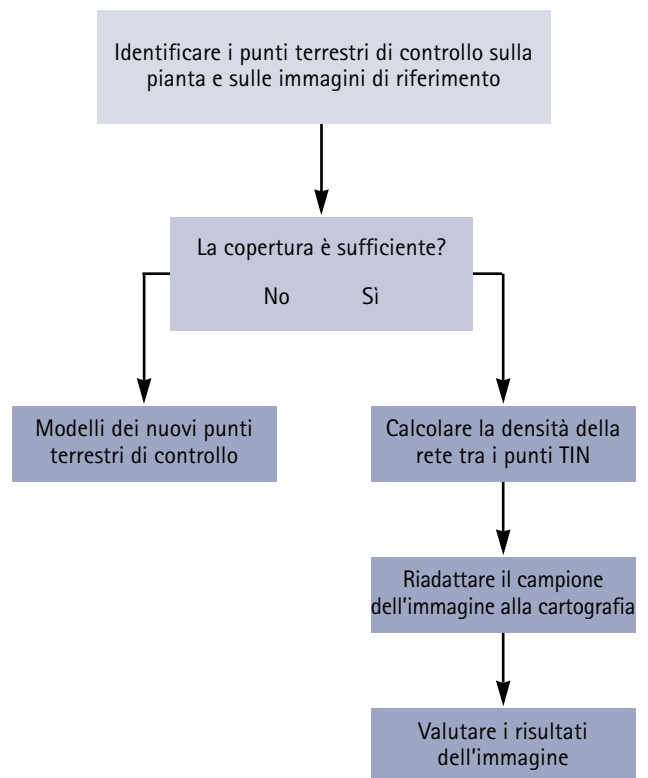 Identificare i punti terrestri di controllo sulla
pianta e sulle immagini di riferimento
La copertura è sufficiente?
No Sì
Modelli dei nuovi punti
terrestri di controllo
Calcolare la densità della
rete tra i punti TIN
Riadattare il campione
dell'immagine alla cartografia
Valutare i risultati
dell'immagine